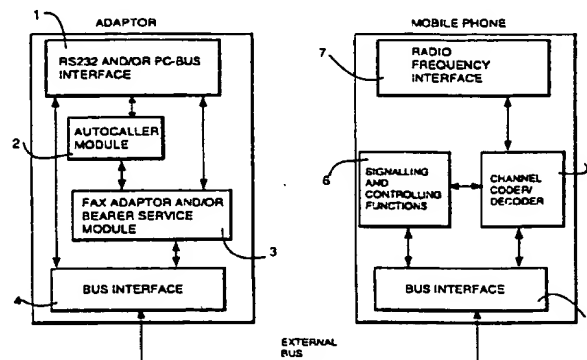 ADAPTOR
1
RS232 AND/OR PC-BUS
INTERFACE
AUTOCALLER
MODULE
2
FAX ADAPTOR AND/OR
BEARER SERVICE
MODULE
3
4
BUS INTERFACE
MOBILE PHONE
7
RADIO
FREQUENCY
INTERFACE
6
SIGNALLING
AND
CONTROLLING
FUNCTIONS
CHANNEL
CODER/
DECODER
BUS INTERFACE
EXTERNAL
BUS